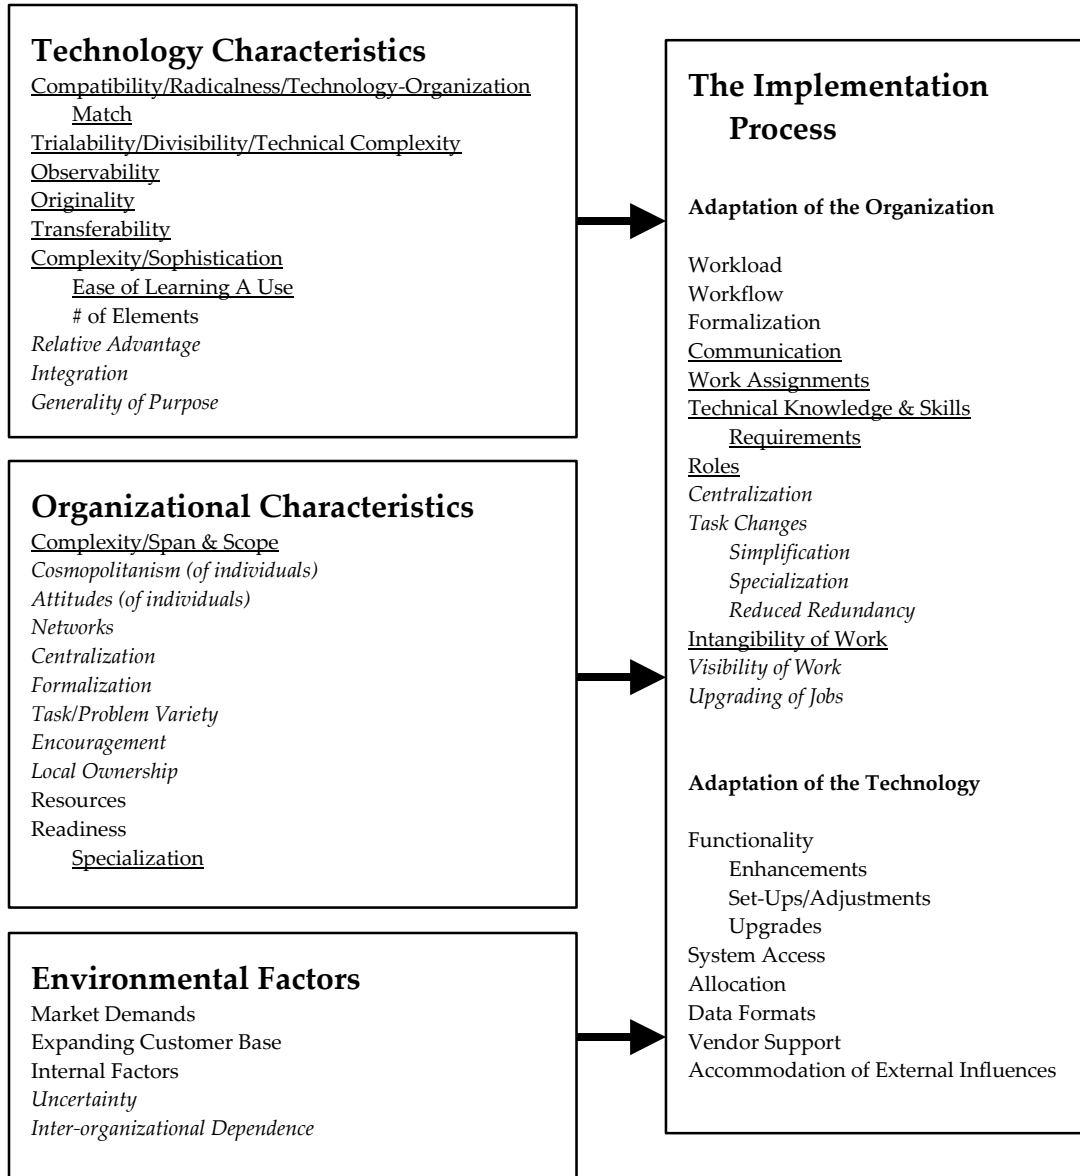 Technology Characteristics
Compatibility/Radicalness/Technology-Organization
Match
Trialability/Divisibility/Technical Complexity
Observability
Originality
Transferability
Complexity/Sophistication
Ease of Learning A Use
# of Elements
Relative Advantage
Integration
Generality of Purpose
Organizational Characteristics
Complexity/Span & Scope
Cosmopolitanism (of individuals)
Attitudes (of individuals)
Networks
Centralization
Formalization
Task/Problem Variety
Encouragement
Local Ownership
Resources
Readiness
Specialization
Environmental Factors
Market Demands
Expanding Customer Base
Internal Factors
Uncertainty
Inter-organizational Dependence
The Implementation
Process
Adaptation of the Organization
Workload
Workflow
Formalization
Communication
Work Assignments
Technical Knowledge & Skills
Requirements
Roles
Centralization
Task Changes
Simplification
Specialization
Reduced Redundancy
Intangibility of Work
Visibility of Work
Upgrading of Jobs
Adaptation of the Technology
Functionality
Enhancements
Set-Ups/Adjustments
Upgrades
System Access
Allocation
Data Formats
Vendor Support
Accommodation of External Influences